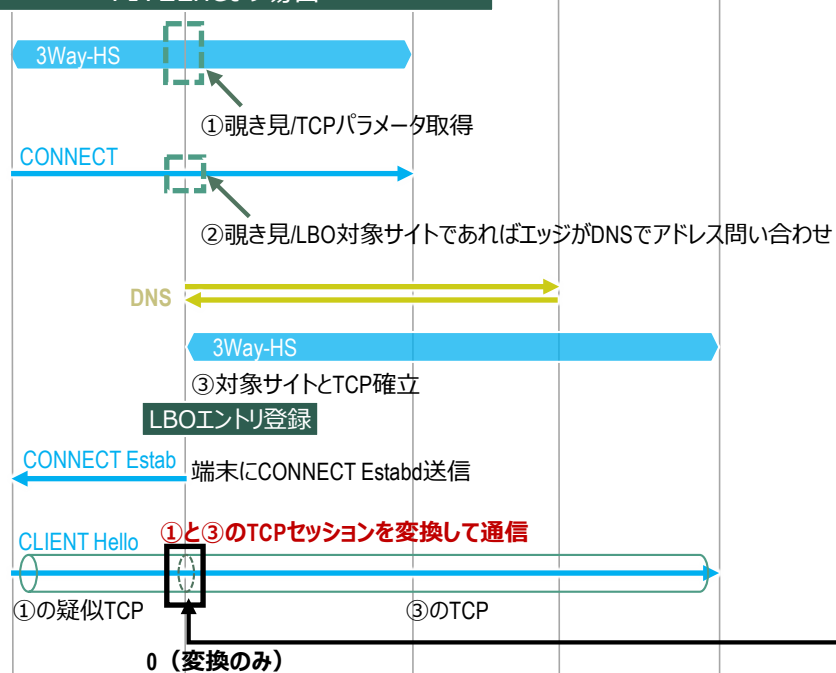 3Way-HS
①覗き見/TCPパラメータ取得
CONNECT
②覗き見/LBO対象サイトであればエッジがDNSでアドレス問い合わせ
DNS
3Way-HS
③対象サイトとTCP確立
LBOエントリ登録
CONNECT Estab
端末にCONNECT Estabd送信
CLIENT Hello
①と③のTCPセッションを変換して通信
①の疑似TCP
③のTCP
0（変換のみ）